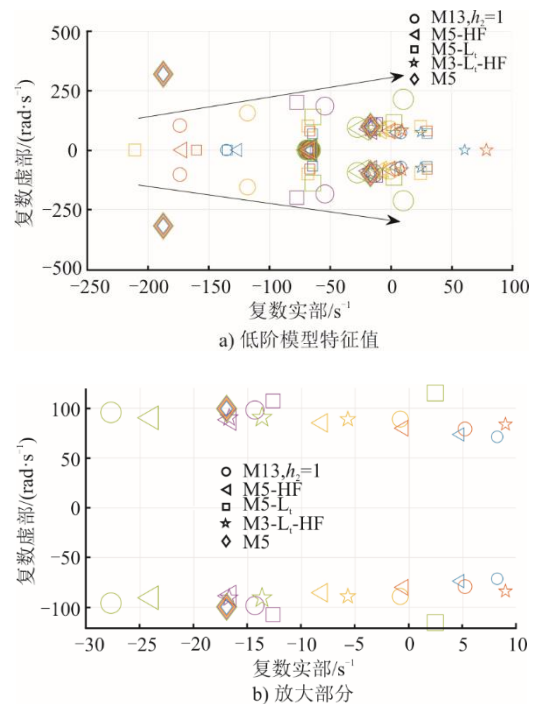 500
250
0
−250
−500
复数虚部/(rad·s⁻¹)
M13,h₂=1
M5-HF
M5-Lₜ
M3-Lₜ-HF
M5
−250 −200 −150 −100 −50 0 50 100
复数实部/s⁻¹
a) 低阶模型特征值
100
50
0
−50
−100
复数虚部/(rad·s⁻¹)
M13,h₂=1
M5-HF
M5-Lₜ
M3-Lₜ-HF
M5
−30 −25 −20 −15 −10 −5 0 5 10
复数实部/s⁻¹
b) 放大部分